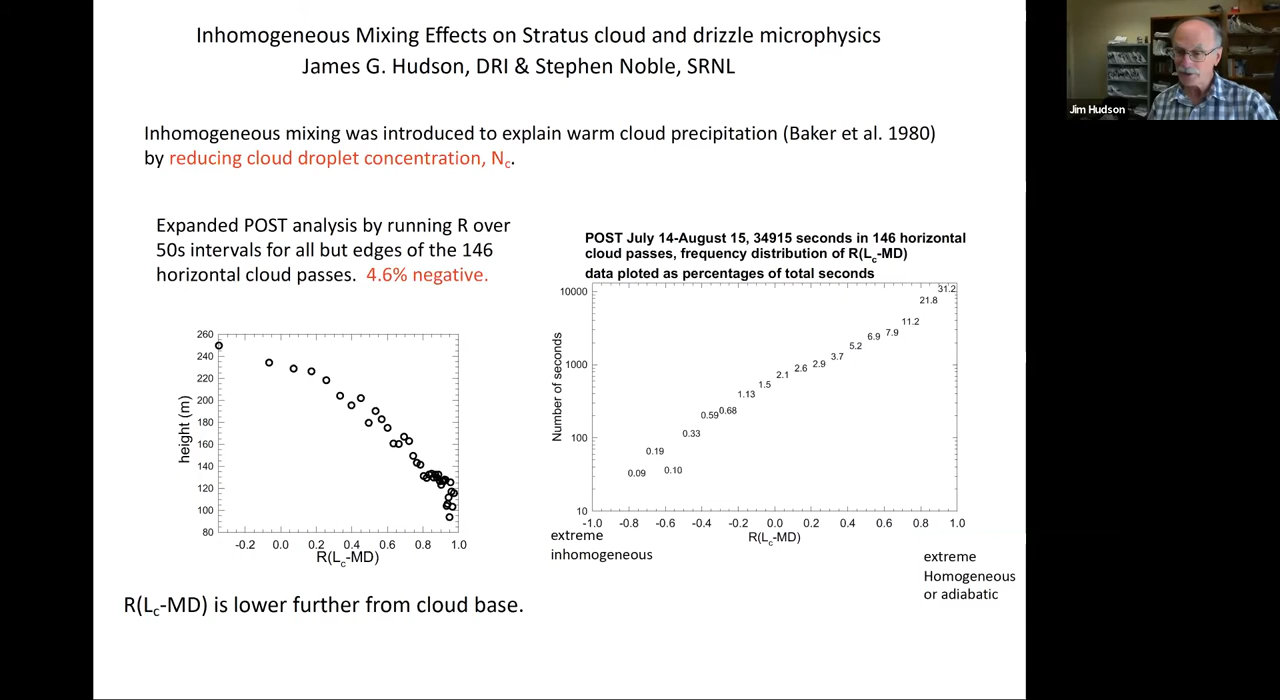 Inhomogeneous Mixing Effects on Stratus cloud and drizzle microphysics
James G. Hudson, DRI & Stephen Noble, SRNL
Jim Hudson
Inhomogeneous mixing was introduced to explain warm cloud precipitation (Baker et al. 1980)
by reducing cloud droplet concentration, Nc.
Expanded POST analysis by running R over
50s intervals for all but edges of the 146
horizontal cloud passes. 4.6% negative.
260
240
220
200
180
160
140
120
100
80
height (m)
-0.2 0.0 0.2 0.4 0.6 0.8 1.0
R(Lc-MD)
R(Lc-MD) is lower further from cloud base.
POST July 14-August 15, 34915 seconds in 146 horizontal
cloud passes, frequency distribution of R(Lc-MD)
data ploted as percentages of total seconds
10000
1000
100
10
Number of seconds
0.09
0.19
0.10
0.33
0.59
0.68
1.13
1.5
2.1
2.6
2.9
3.7
5.2
6.9
7.9
11.2
21.8
31.2
-1.0 -0.8 -0.6 -0.4 -0.2 0.0 0.2 0.4 0.6 0.8 1.0
R(Lc-MD)
extreme
inhomogeneous
extreme
Homogeneous
or adiabatic